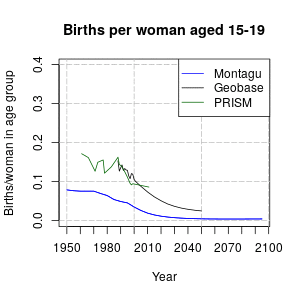 Births per woman aged 15-19
Births/woman in age group
0.4
0.3
0.2
0.1
0.0
Montagu
Geobase
PRISM
1950 1980 2010 2040 2070 2100
Year